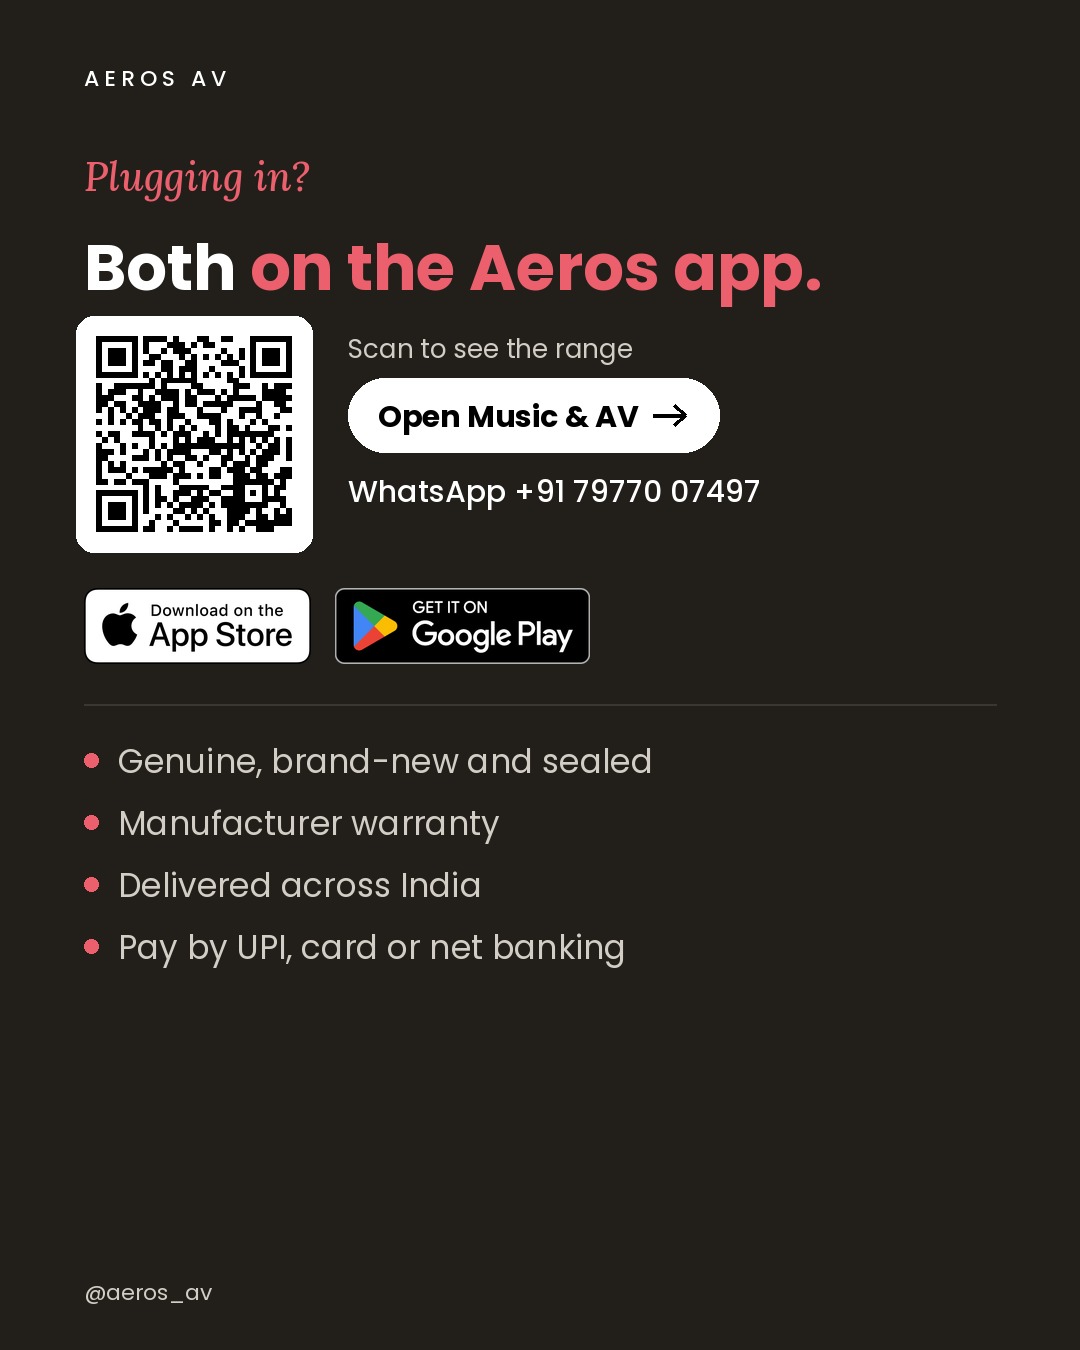 AEROS AV
Plugging in?
Both on the Aeros app.
Scan to see the range
Open Music & AV →
WhatsApp +91 79770 07497
Download on the
App Store
GET IT ON
Google Play
Genuine, brand-new and sealed
Manufacturer warranty
Delivered across India
Pay by UPI, card or net banking
@aeros_av